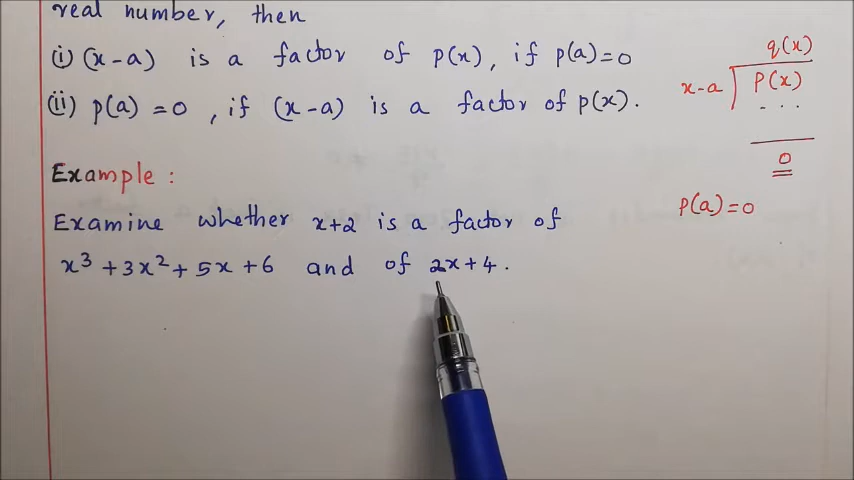 real number, then
(i) (x-a) is a factor of p(x), if p(a)=0
(ii) p(a) = 0, if (x-a) is a factor of p(x).
q(x)
x-a
P(x)
- - -
0
p(a)=0
Example:
Examine whether x+2 is a factor of
x³ + 3x² + 5x + 6 and of 2x+4.